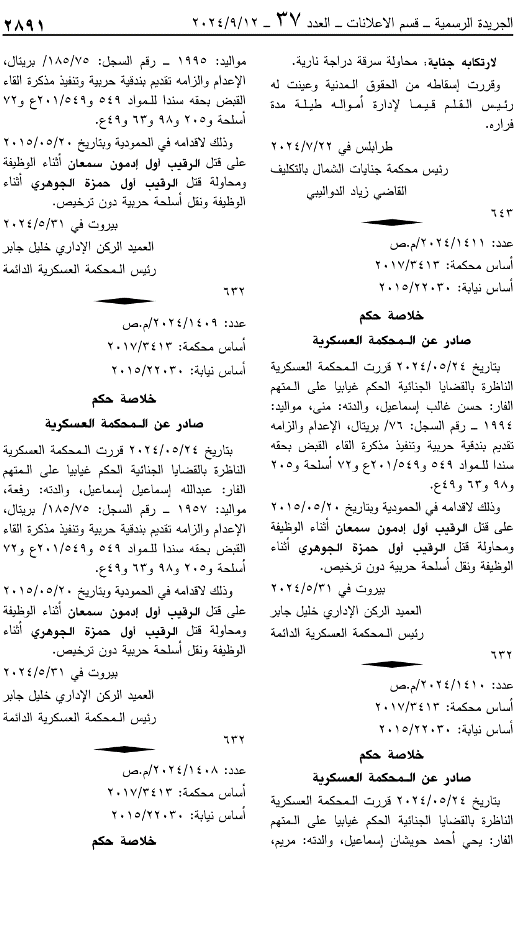 الجريدة الرسمية ــ قسم الاعلانات ــ العدد ٣٧ ــ ٢٠٢٤/٩/١٢
٢٨٩١
لارتكابه جناية: محاولة سرقة دراجة نارية.
وقررت إسقاطه من الحقوق المدنية وعينت له
رئيس القلم قيما لإدارة أمواله طيلة مدة
فراره.
طرابلس في ٢٠٢٤/٧/٢٢
رئيس محكمة جنايات الشمال بالتكليف
القاضي زياد الدواليبي
٦٤٣
عدد: ٢٠٢٤/١٤١١/م.ص
أساس محكمة: ٢٠١٧/٣٤١٣
أساس نيابة: ٢٠١٥/٢٢٠٣٠
خلاصة حكم
صادر عن المحكمة العسكرية
بتاريخ ٢٠٢٤/٠٥/٢٤ قررت المحكمة العسكرية
الناظرة بالقضايا الجنائية الحكم غيابيا على المتهم
الفار: حسن غالب إسماعيل، والدته: منى، مواليد:
١٩٩٤ ــ رقم السجل: ٧٦/ بريتال، الإعدام والزامه
تقديم بندقية حربية وتنفيذ مذكرة القاء القبض بحقه
سندا للمواد ٥٤٩ و٢٠١/٥٤٩ع و٧٢ أسلحة و٢٠٥
و٩٨ و٦٣ و٤٩ع.
وذلك لاقدامه في الحمودية وبتاريخ ٢٠١٥/٠٥/٢٠
على قتل الرقيب أول إدمون سمعان أثناء الوظيفة
ومحاولة قتل الرقيب أول حمزة الجوهري أثناء
الوظيفة ونقل أسلحة حربية دون ترخيص.
بيروت في ٢٠٢٤/٥/٣١
العميد الركن الإداري خليل جابر
رئيس المحكمة العسكرية الدائمة
٦٣٢
عدد: ٢٠٢٤/١٤١٠/م.ص
أساس محكمة: ٢٠١٧/٣٤١٣
أساس نيابة: ٢٠١٥/٢٢٠٣٠
خلاصة حكم
صادر عن المحكمة العسكرية
بتاريخ ٢٠٢٤/٠٥/٢٤ قررت المحكمة العسكرية
الناظرة بالقضايا الجنائية الحكم غيابيا على المتهم
الفار: يحي أحمد حويشان إسماعيل، والدته: مريم،
مواليد: ١٩٩٥ ــ رقم السجل: ١٨٥/٧٥/ بريتال،
الإعدام والزامه تقديم بندقية حربية وتنفيذ مذكرة القاء
القبض بحقه سندا للمواد ٥٤٩ و٢٠١/٥٤٩ع و٧٢
أسلحة و٢٠٥ و٩٨ و٦٣ و٤٩ع.
وذلك لاقدامه في الحمودية وبتاريخ ٢٠١٥/٠٥/٢٠
على قتل الرقيب أول إدمون سمعان أثناء الوظيفة
ومحاولة قتل الرقيب أول حمزة الجوهري أثناء
الوظيفة ونقل أسلحة حربية دون ترخيص.
بيروت في ٢٠٢٤/٥/٣١
العميد الركن الإداري خليل جابر
رئيس المحكمة العسكرية الدائمة
٦٣٢
عدد: ٢٠٢٤/١٤٠٩/م.ص
أساس محكمة: ٢٠١٧/٣٤١٣
أساس نيابة: ٢٠١٥/٢٢٠٣٠
خلاصة حكم
صادر عن المحكمة العسكرية
بتاريخ ٢٠٢٤/٠٥/٢٤ قررت المحكمة العسكرية
الناظرة بالقضايا الجنائية الحكم غيابيا على المتهم
الفار: عبدالله إسماعيل إسماعيل، والدته: رفعة،
مواليد: ١٩٥٧ ــ رقم السجل: ١٨٥/٧٥/ بريتال،
الإعدام والزامه تقديم بندقية حربية وتنفيذ مذكرة القاء
القبض بحقه سندا للمواد ٥٤٩ و٢٠١/٥٤٩ع و٧٢
أسلحة و٢٠٥ و٩٨ و٦٣ و٤٩ع.
وذلك لاقدامه في الحمودية وبتاريخ ٢٠١٥/٠٥/٢٠
على قتل الرقيب أول إدمون سمعان أثناء الوظيفة
ومحاولة قتل الرقيب أول حمزة الجوهري أثناء
الوظيفة ونقل أسلحة حربية دون ترخيص.
بيروت في ٢٠٢٤/٥/٣١
العميد الركن الإداري خليل جابر
رئيس المحكمة العسكرية الدائمة
٦٣٢
عدد: ٢٠٢٤/١٤٠٨/م.ص
أساس محكمة: ٢٠١٧/٣٤١٣
أساس نيابة: ٢٠١٥/٢٢٠٣٠
خلاصة حكم